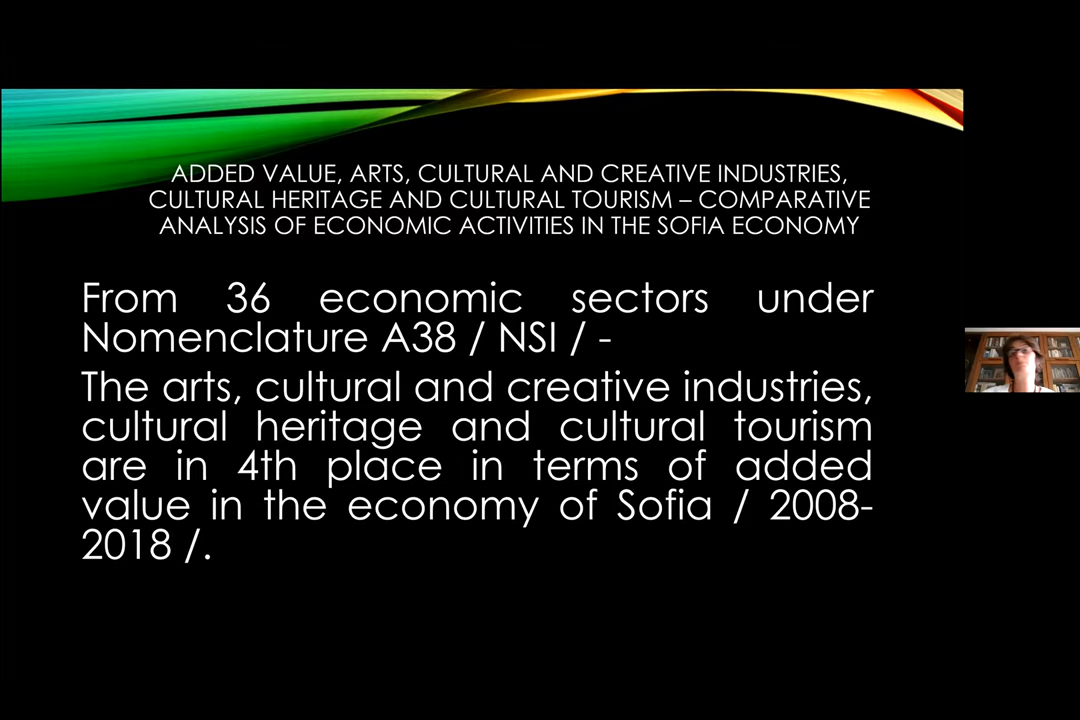 ADDED VALUE, ARTS, CULTURAL AND CREATIVE INDUSTRIES,
CULTURAL HERITAGE AND CULTURAL TOURISM – COMPARATIVE
ANALYSIS OF ECONOMIC ACTIVITIES IN THE SOFIA ECONOMY
From 36 economic sectors under
Nomenclature A38 / NSI / -
The arts, cultural and creative industries,
cultural heritage and cultural tourism
are in 4th place in terms of added
value in the economy of Sofia / 2008-
2018 /.